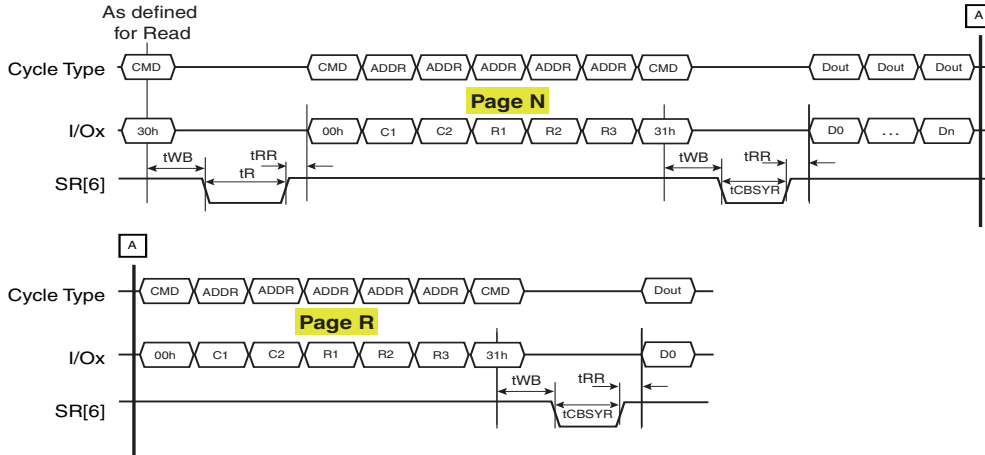 As defined
for Read
A
Cycle Type CMD CMD ADDR ADDR ADDR ADDR ADDR CMD Dout Dout Dout
Page N
I/Ox 30h 00h C1 C2 R1 R2 R3 31h D0 ... Dn
tWB tRR tWB tRR
SR[6] tR tCBSYR
A
Cycle Type CMD ADDR ADDR ADDR ADDR ADDR CMD Dout
Page R
I/Ox 00h C1 C2 R1 R2 R3 31h D0
tWB tRR
SR[6] tCBSYR